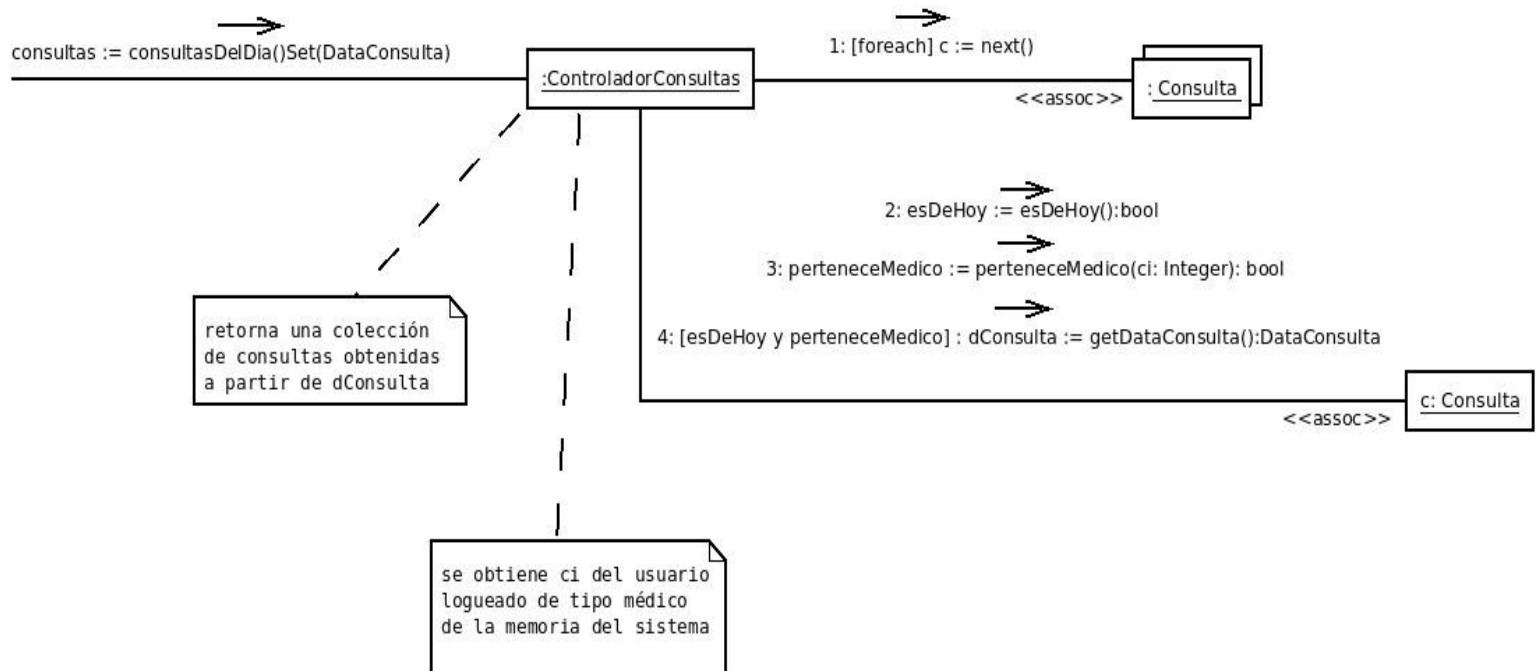 consultas := consultasDelDia()Set(DataConsulta)
:ControladorConsultas
1: [foreach] c := next()
<<assoc>>
: Consulta
2: esDeHoy := esDeHoy():bool
3: perteneceMedico := perteneceMedico(ci: Integer): bool
4: [esDeHoy y perteneceMedico] : dConsulta := getDataConsulta():DataConsulta
<<assoc>>
c: Consulta
retorna una colección
de consultas obtenidas
a partir de dConsulta
se obtiene ci del usuario
logueado de tipo médico
de la memoria del sistema